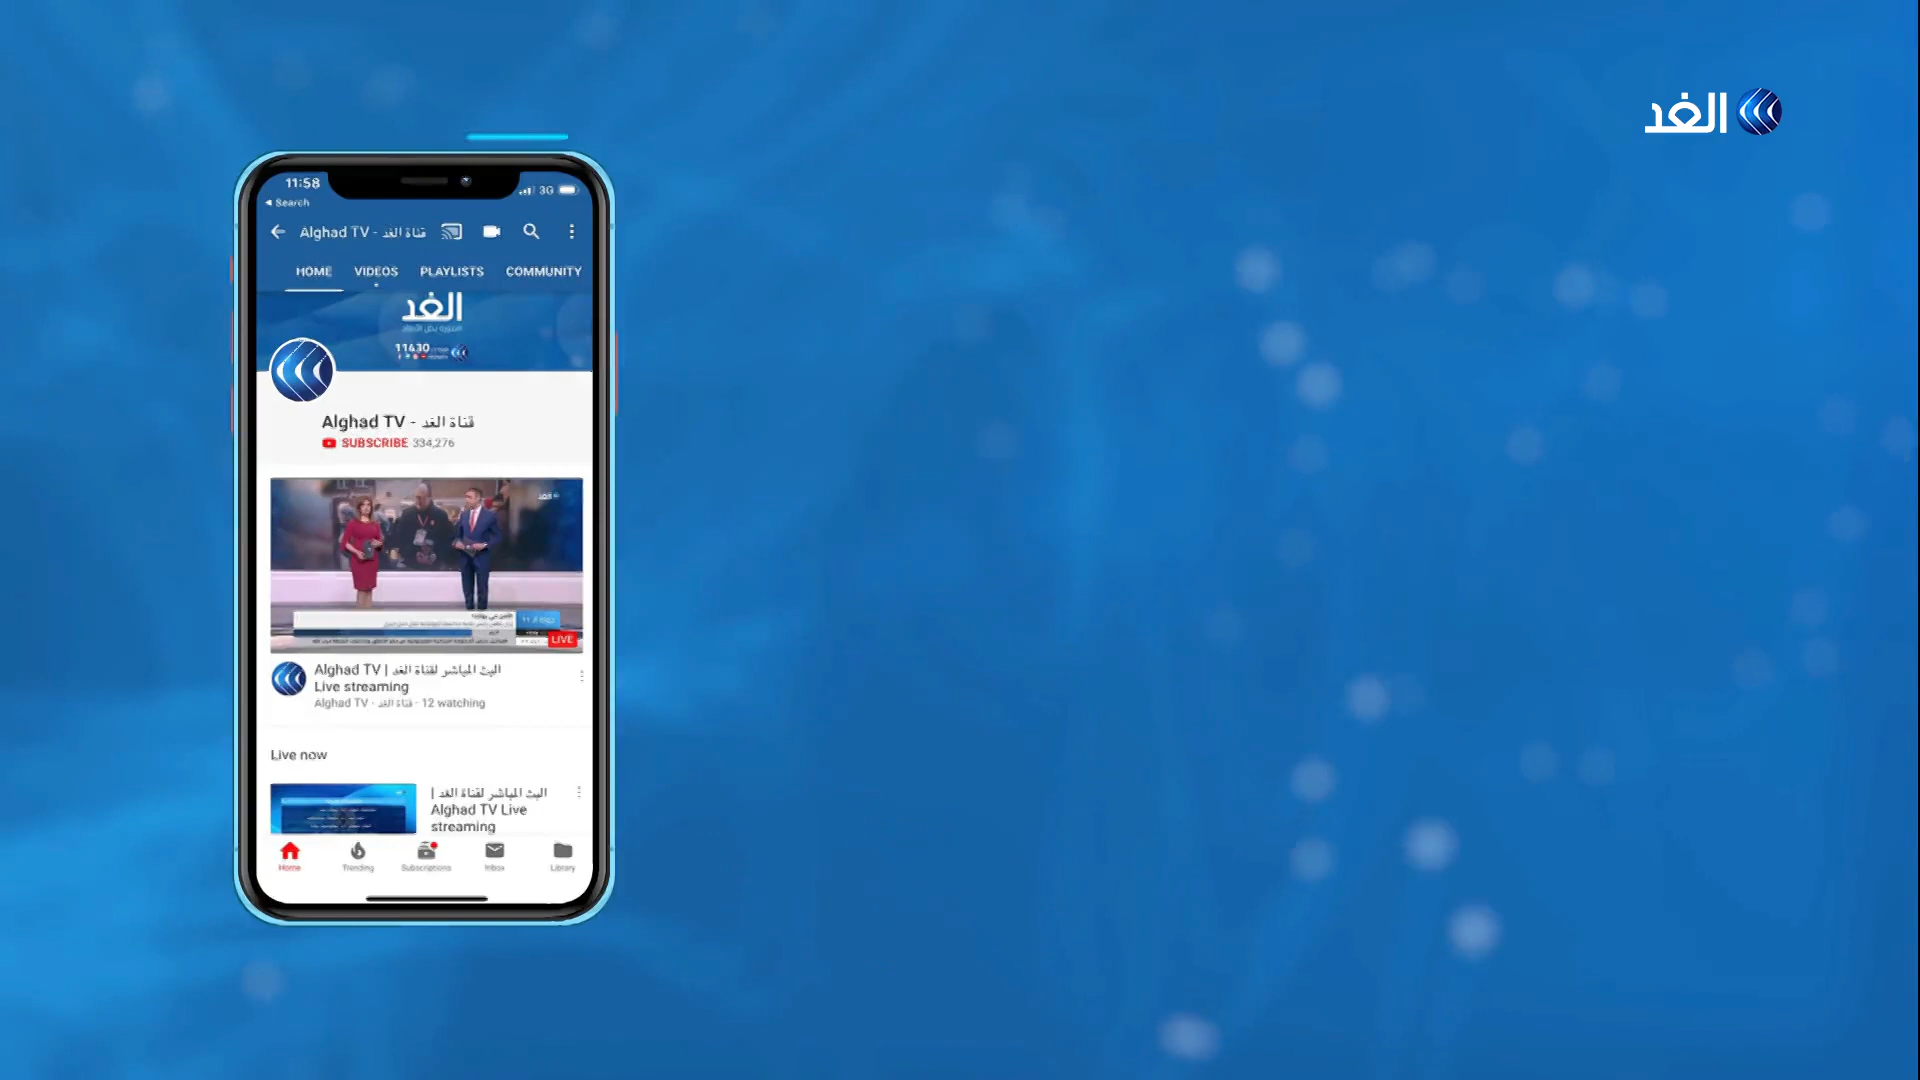 الغد
11:58
3G
Search
Alghad TV - قناة الغد
HOME VIDEOS PLAYLISTS COMMUNITY
الغد
11430
Alghad TV - قناة الغد
SUBSCRIBE 334,276
الغد
LIVE
Alghad TV | البث المباشر لقناة الغد
Live streaming
Alghad TV - قناة الغد · 12 watching
Live now
البث المباشر لقناة الغد |
Alghad TV Live
streaming
Home Trending Subscriptions Inbox Library